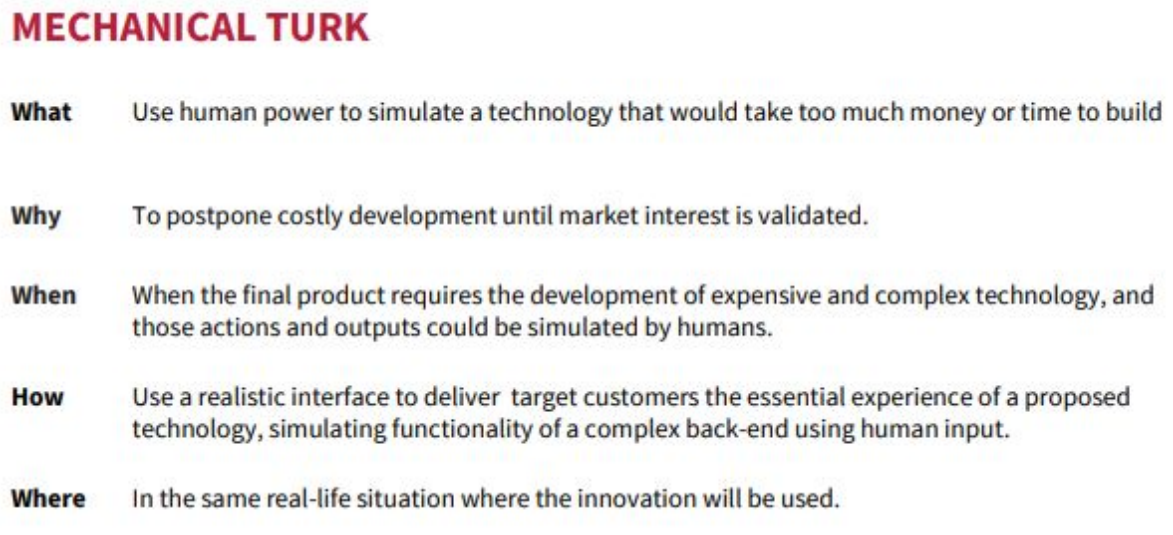 MECHANICAL TURK
What Use human power to simulate a technology that would take too much money or time to build
Why To postpone costly development until market interest is validated.
When When the final product requires the development of expensive and complex technology, and
those actions and outputs could be simulated by humans.
How Use a realistic interface to deliver target customers the essential experience of a proposed
technology, simulating functionality of a complex back-end using human input.
Where In the same real-life situation where the innovation will be used.